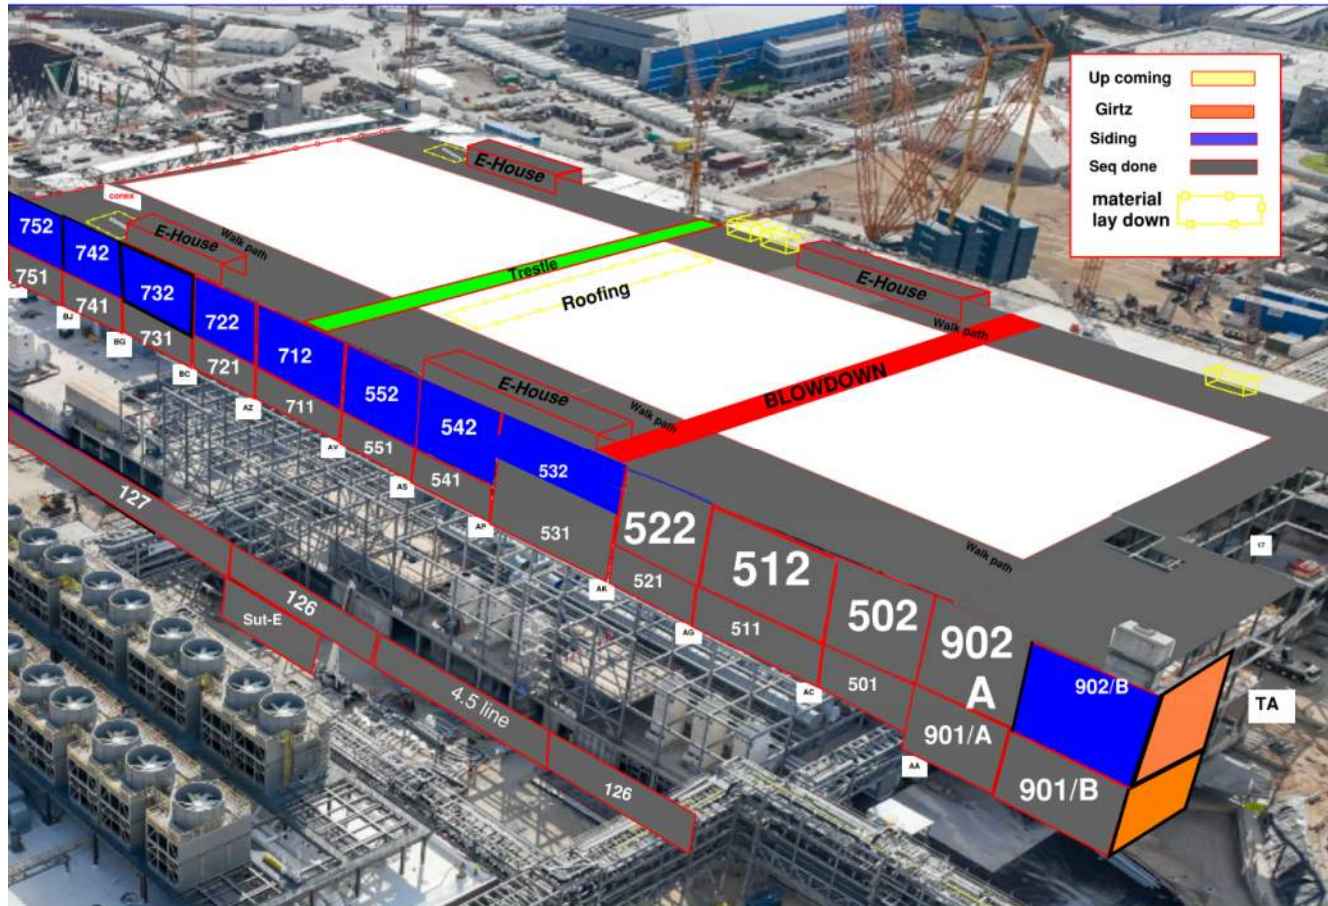 Up coming
Girtz
Siding
Seq done
material
lay down
E-House
conex
E-House
Walk path
Trestle
Roofing
E-House
Walk path
BLOWDOWN
E-House
Walk path
Walk path
752
742
732
722
712
552
542
532
522
512
502
902
A
902/B
751
741
731
721
711
551
541
531
521
511
501
901/A
901/B
BJ
BG
BC
AZ
AV
AS
AP
AK
AG
AC
AA
17
TA
127
126
Sut-E
4.5 line
126